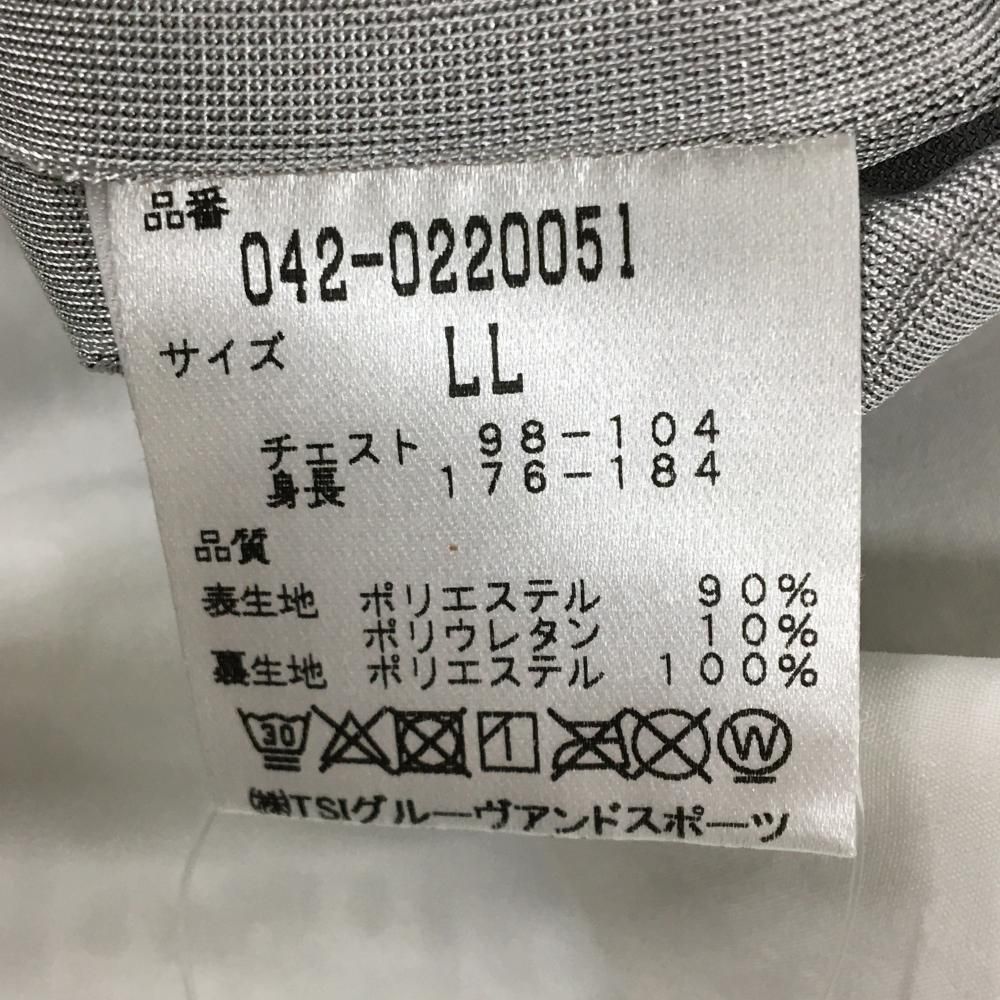 品番
042-0220051
サイズ LL
チェスト 98-104
身長 176-184
品質
表生地 ポリエステル 90%
ポリウレタン 10%
裏生地 ポリエステル 100%
30 W
㈱TSIグルーヴアンドスポーツ